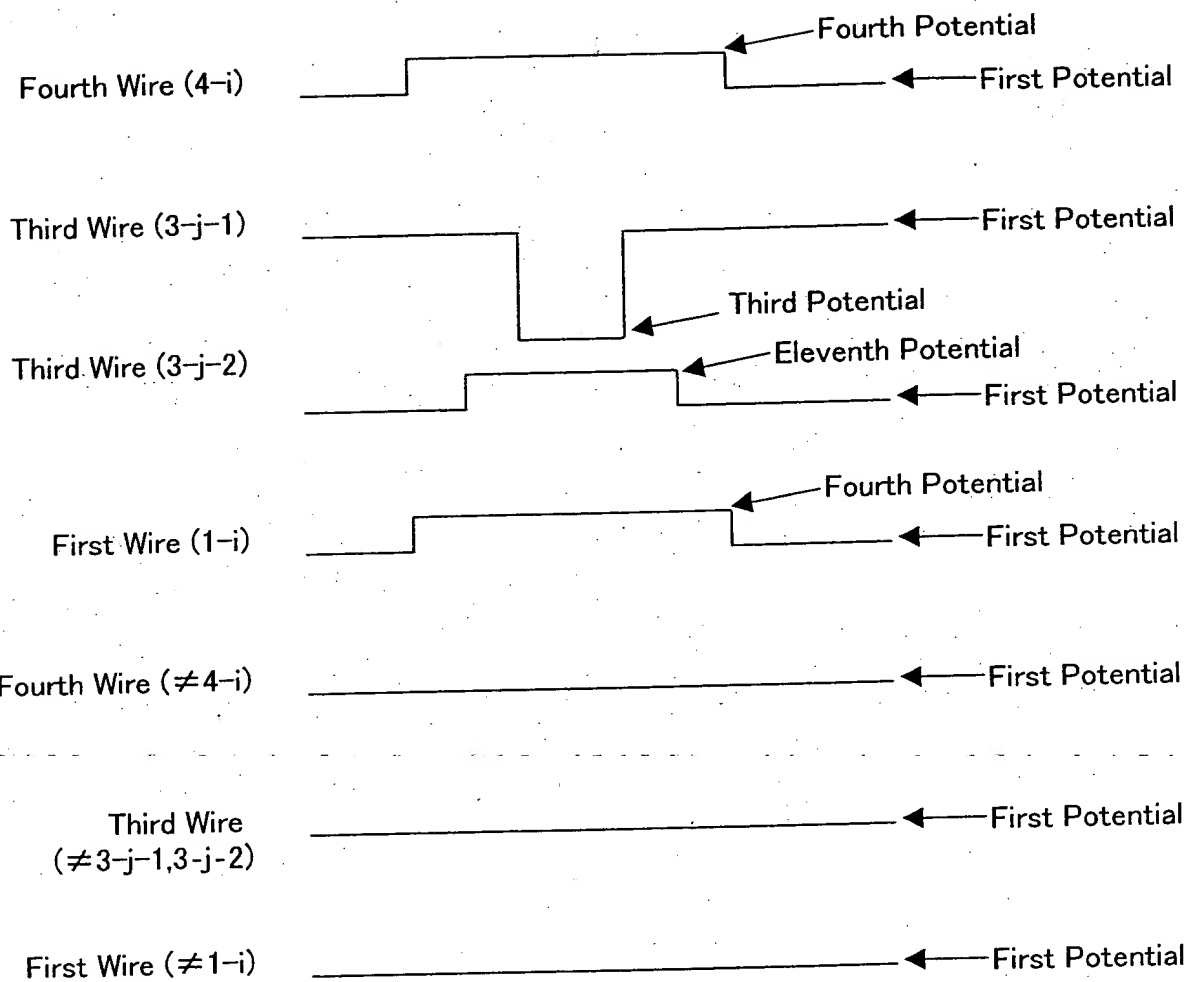 Fourth Potential
Fourth Wire (4-i)
First Potential
Third Wire (3-j-1)
First Potential
Third Potential
Third Wire (3-j-2)
Eleventh Potential
First Potential
Fourth Potential
First Wire (1-i)
First Potential
Fourth Wire (≠4-i)
First Potential
Third Wire
(≠3-j-1,3-j-2)
First Potential
First Wire (≠1-i)
First Potential